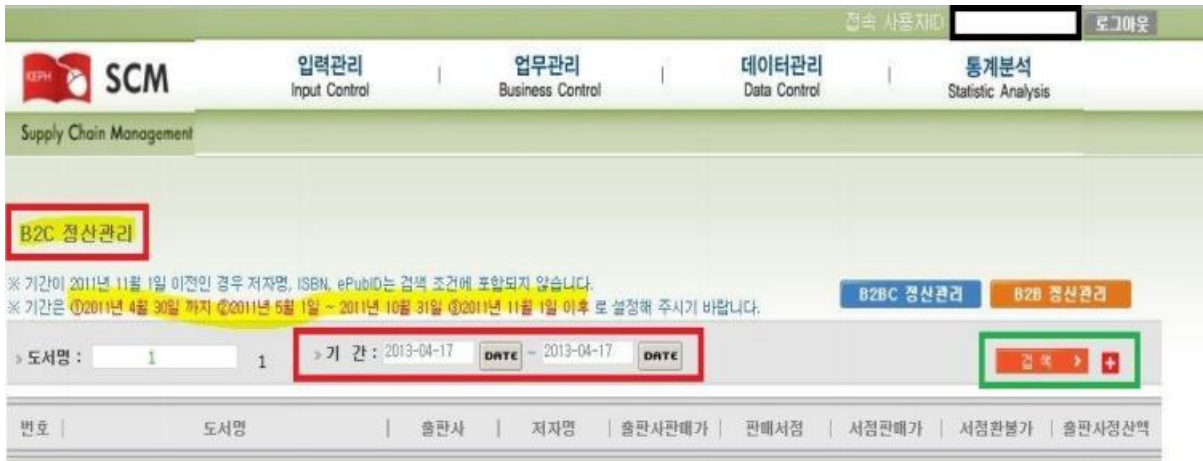 접속 사용자ID 로그아웃
KEPH SCM
입력관리 | 업무관리 | 데이터관리 | 통계분석
Input Control Business Control Data Control Statistic Analysis
Supply Chain Management
B2C 정산관리
※ 기간이 2011년 11월 1일 이전인 경우 저자명, ISBN, ePubID는 검색 조건에 포함되지 않습니다.
※ 기간은 ①2011년 4월 30일 까지 ②2011년 5월 1일 ~ 2011년 10월 31일 ③2011년 11월 1일 이후 로 설정해 주시기 바랍니다.
B2BC 정산관리 B2B 정산관리
» 도서명 : 1 1 » 기 간 : 2013-04-17 DATE ~ 2013-04-17 DATE 검색 > +
번호 | 도서명 | 출판사 | 저자명 | 출판사판매가 | 판매서점 | 서점판매가 | 서점환불가 | 출판사정산액